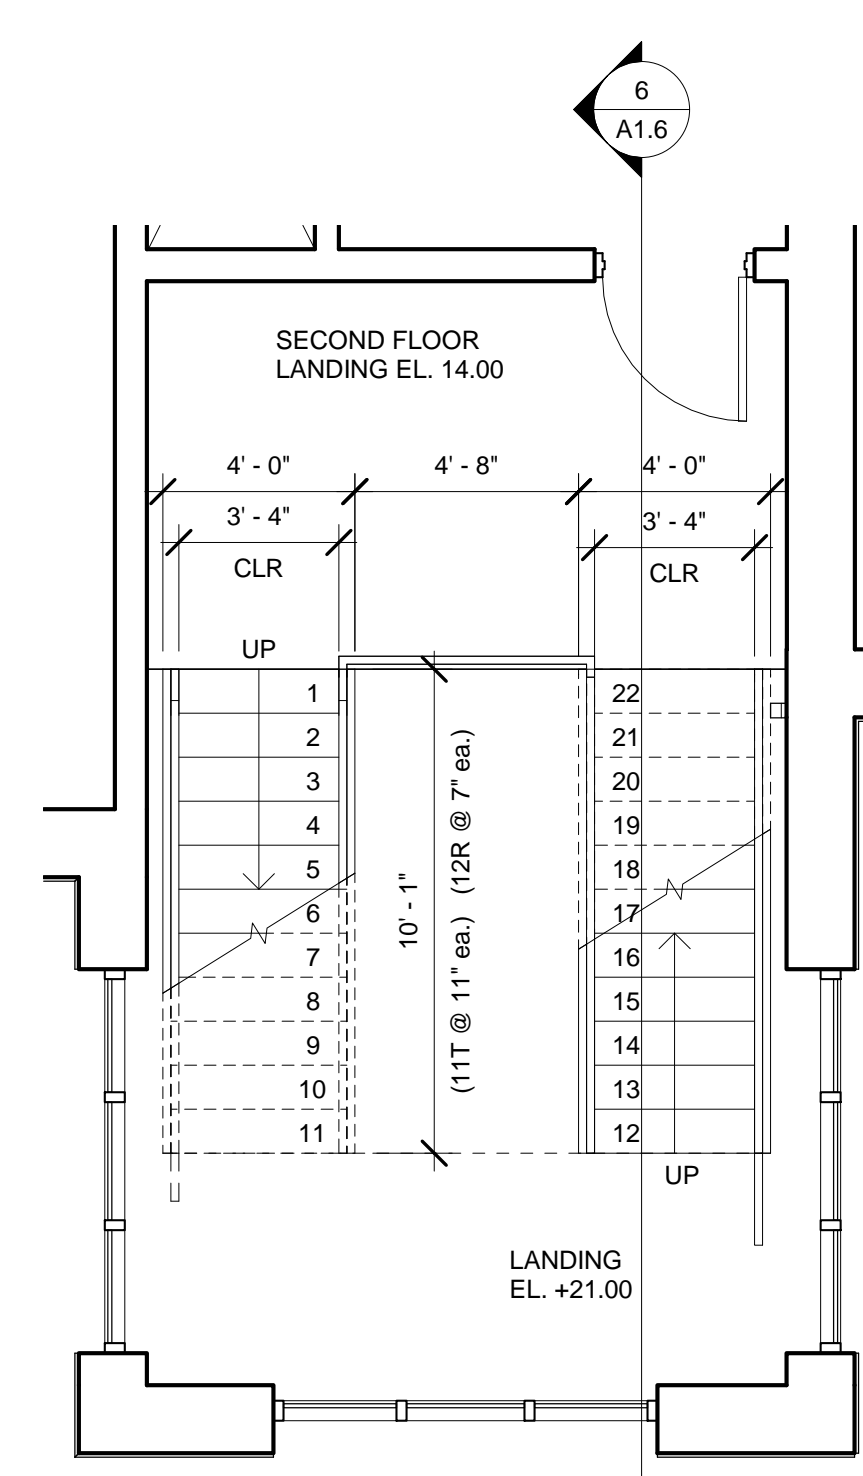 6
A1.6
SECOND FLOOR
LANDING EL. 14.00
4' - 0"
4' - 8"
4' - 0"
3' - 4"
CLR
3' - 4"
CLR
UP
1
2
3
4
5
6
7
8
9
10
11
10' - 1"
(11T @ 11" ea.) (12R @ 7" ea.)
22
21
20
19
18
17
16
15
14
13
12
UP
LANDING
EL. +21.00